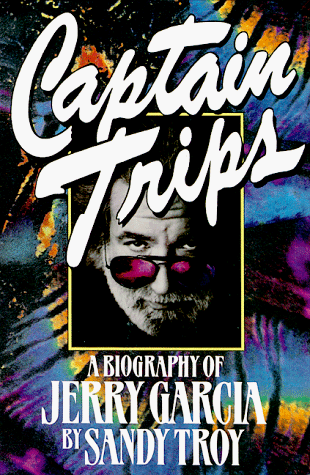 Captain
Trips
A BIOGRAPHY OF
JERRY GARCIA
BY SANDY TROY